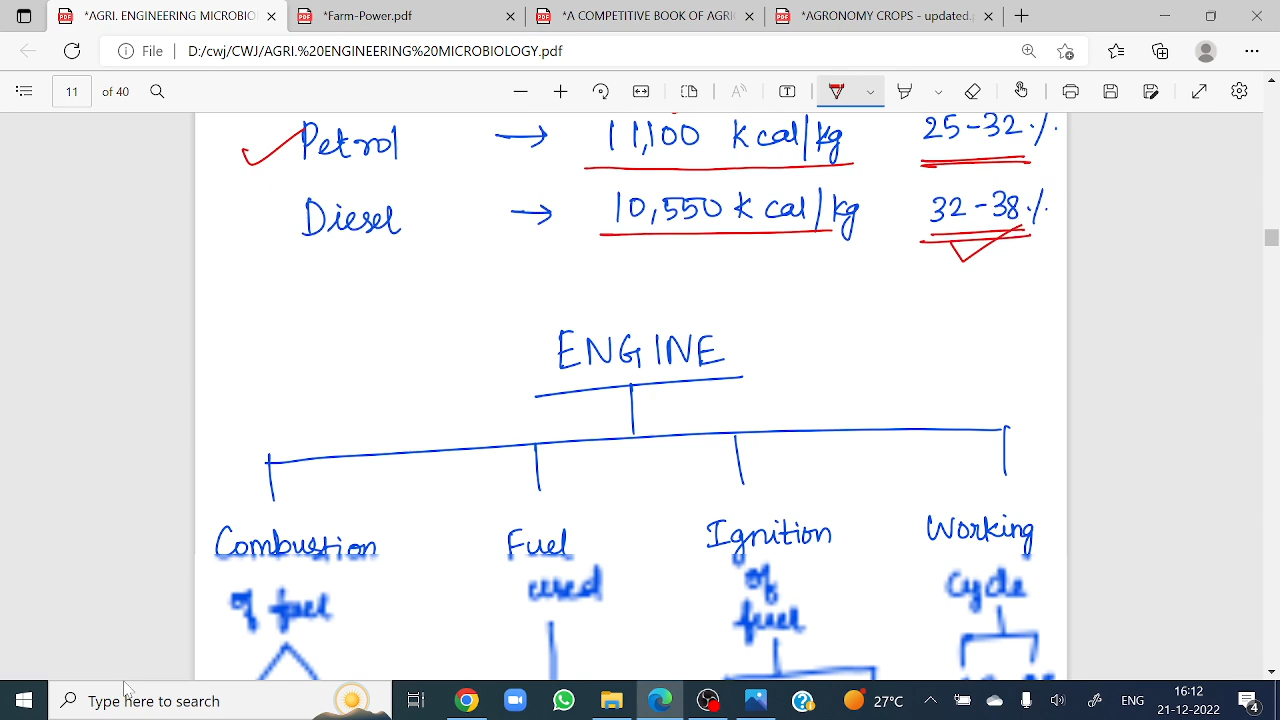 *AGRI. ENGINEERING MICROBIO
*Farm-Power.pdf
*A COMPETITIVE BOOK OF AGRI
*AGRONOMY CROPS - updated.p
File
D:/cwj/CWJ/AGRI.%20ENGINEERING%20MICROBIOLOGY.pdf
11 of 40
Petrol → 11,100 kcal/kg 25-32%
Diesel → 10,550 kcal/kg 32-38%
ENGINE
Combustion Fuel Ignition Working
of fuel used of cycle
fuel
Type here to search
27°C
ENG
16:12
21-12-2022
4